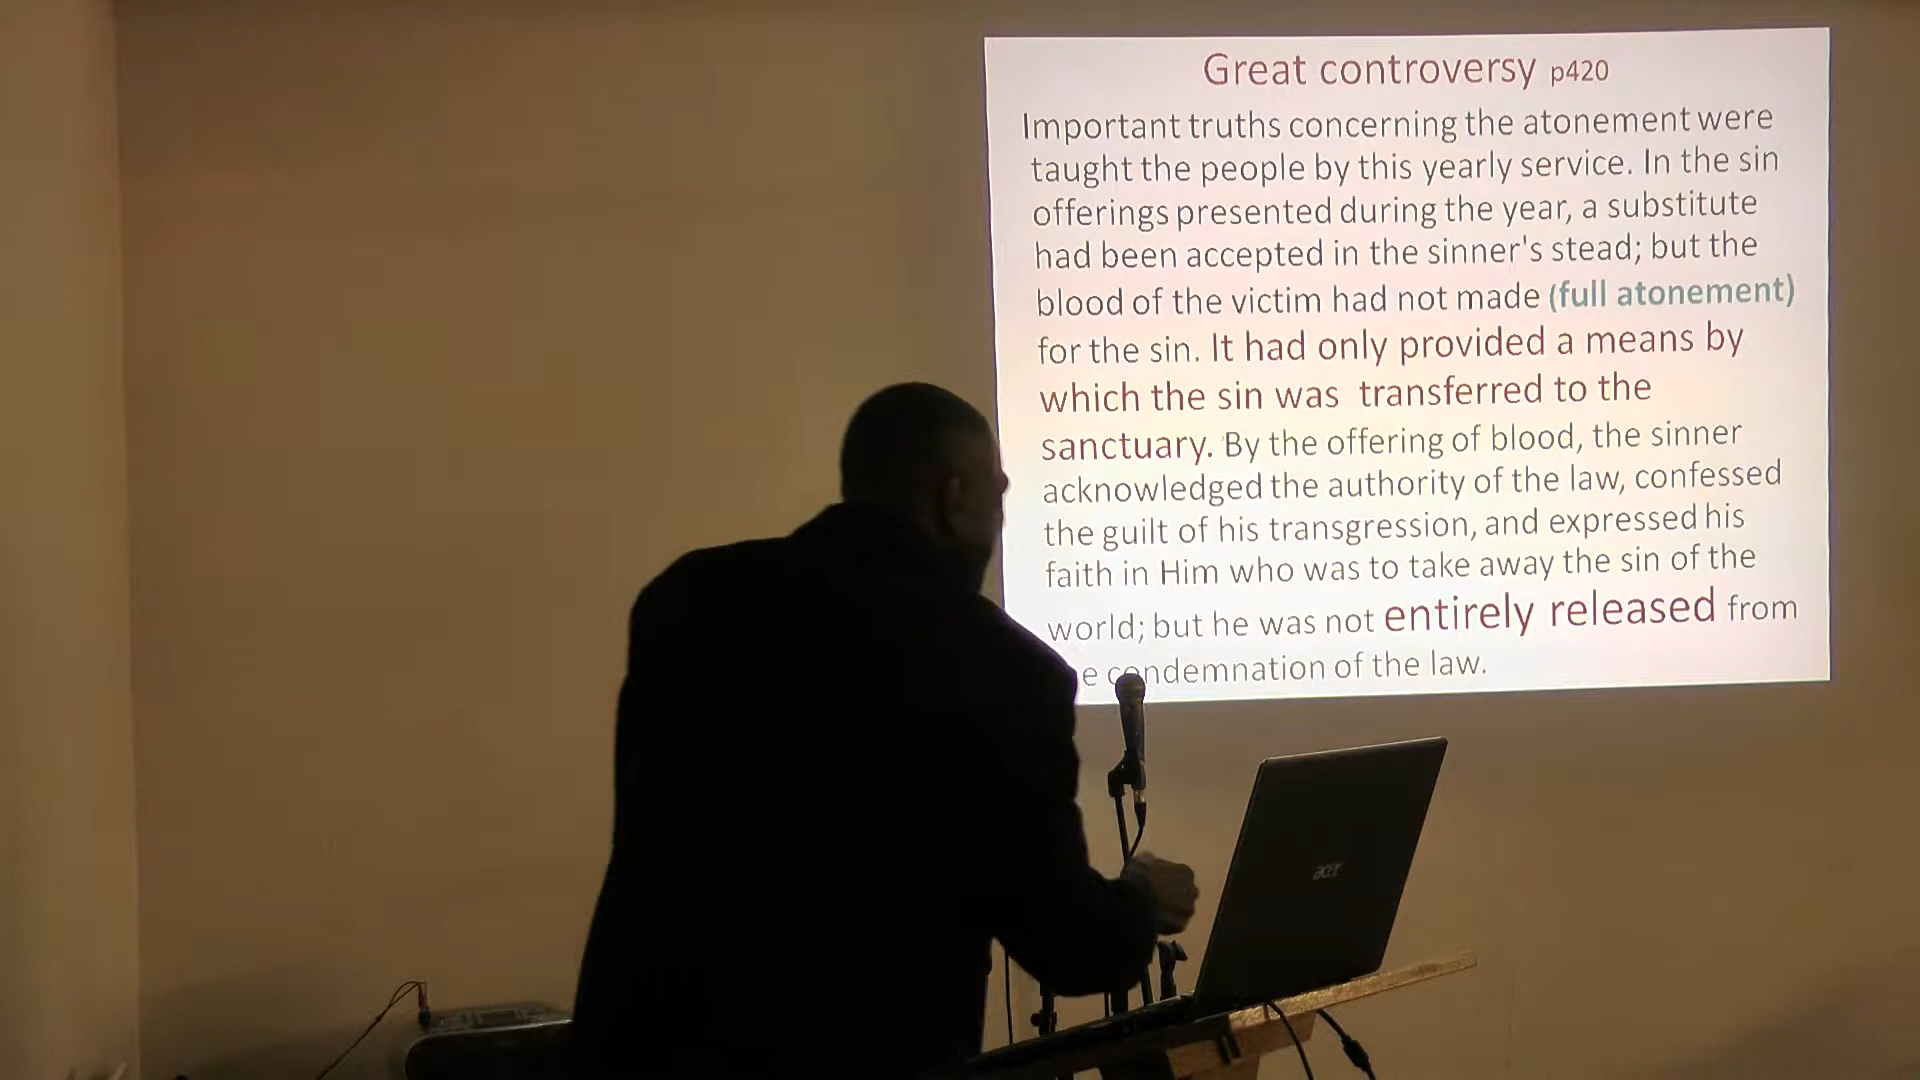 Great controversy p420
Important truths concerning the atonement were
taught the people by this yearly service. In the sin
offerings presented during the year, a substitute
had been accepted in the sinner's stead; but the
blood of the victim had not made (full atonement)
for the sin. It had only provided a means by
which the sin was transferred to the
sanctuary. By the offering of blood, the sinner
acknowledged the authority of the law, confessed
the guilt of his transgression, and expressed his
faith in Him who was to take away the sin of the
world; but he was not entirely released from
e condemnation of the law.
acer